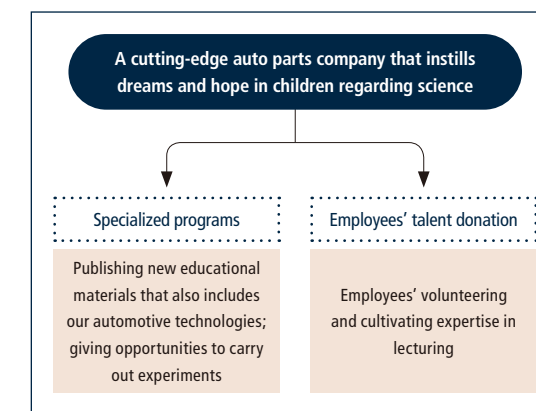 A cutting-edge auto parts company that instills
dreams and hope in children regarding science
Specialized programs
Publishing new educational
materials that also includes
our automotive technologies;
giving opportunities to carry
out experiments
Employees’ talent donation
Employees’ volunteering
and cultivating expertise in
lecturing